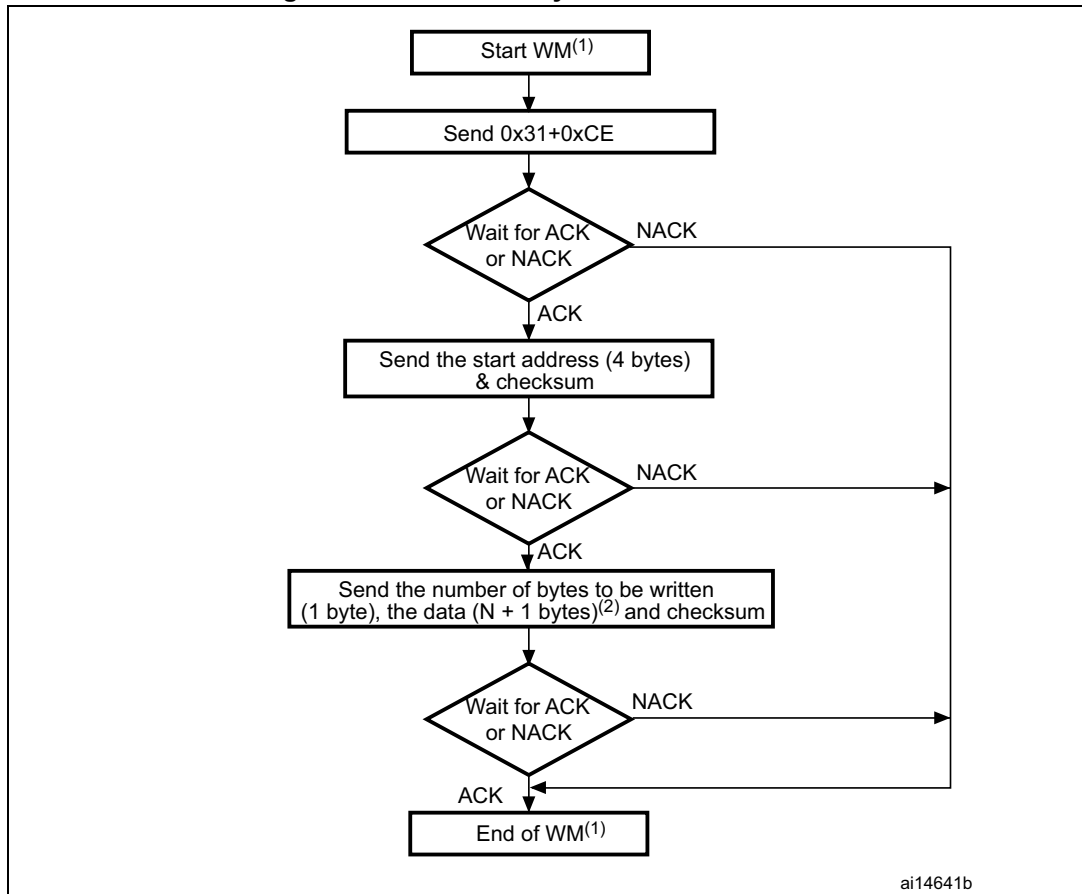 Start WM(1)
Send 0x31+0xCE
Wait for ACK
or NACK
NACK
ACK
Send the start address (4 bytes)
& checksum
Wait for ACK
or NACK
NACK
ACK
Send the number of bytes to be written
(1 byte), the data (N + 1 bytes)(2) and checksum
Wait for ACK
or NACK
NACK
ACK
End of WM(1)
ai14641b